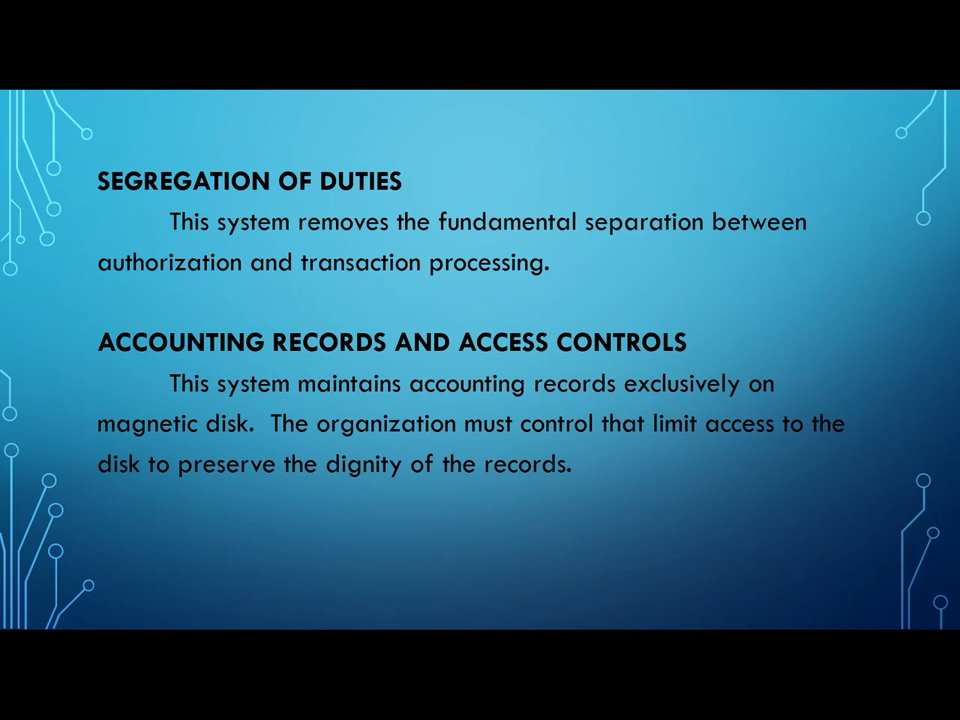 SEGREGATION OF DUTIES
This system removes the fundamental separation between
authorization and transaction processing.
ACCOUNTING RECORDS AND ACCESS CONTROLS
This system maintains accounting records exclusively on
magnetic disk. The organization must control that limit access to the
disk to preserve the dignity of the records.